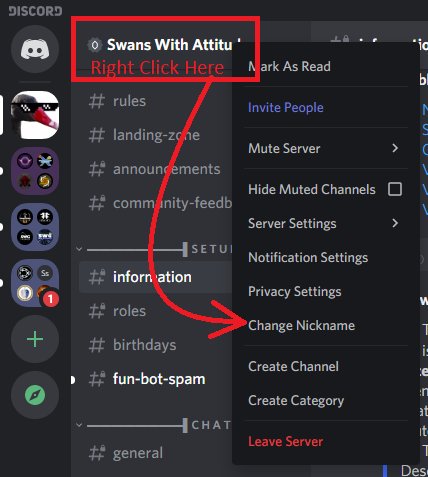 DISCORD
Swans With Attitud
Right Click Here
rules
landing-zone
announcements
community-feedb
SETU
information
roles
birthdays
fun-bot-spam
CHAT
general
1
Mark As Read
Invite People
Mute Server
Hide Muted Channels
Server Settings
Notification Settings
Privacy Settings
Change Nickname
Create Channel
Create Category
Leave Server
Desc